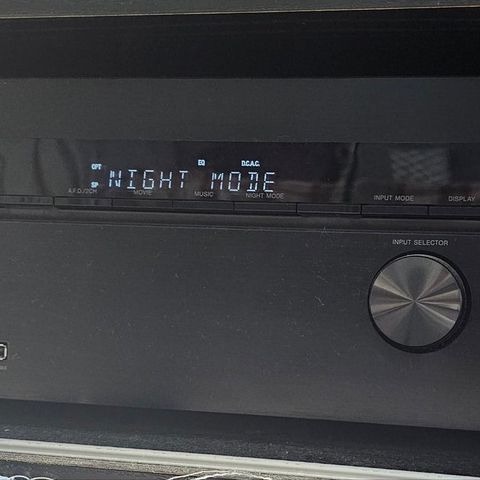 OPT EQ D.C.A.C.
SP NIGHT MODE
A.F.D./2CH MOVIE MUSIC NIGHT MODE INPUT MODE DISPLAY
INPUT SELECTOR